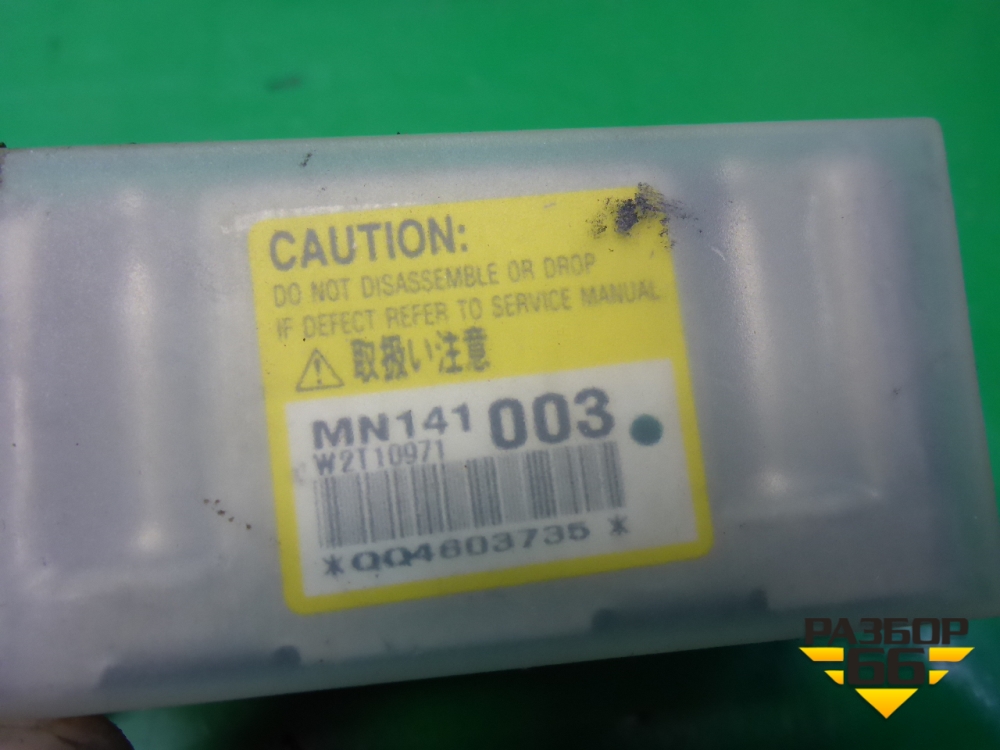 CAUTION:
DO NOT DISASSEMBLE OR DROP
IF DEFECT REFER TO SERVICE MANUAL
取扱い注意
MN141 003
W2T10971
*QQ4603735*
РАЗБОР
66